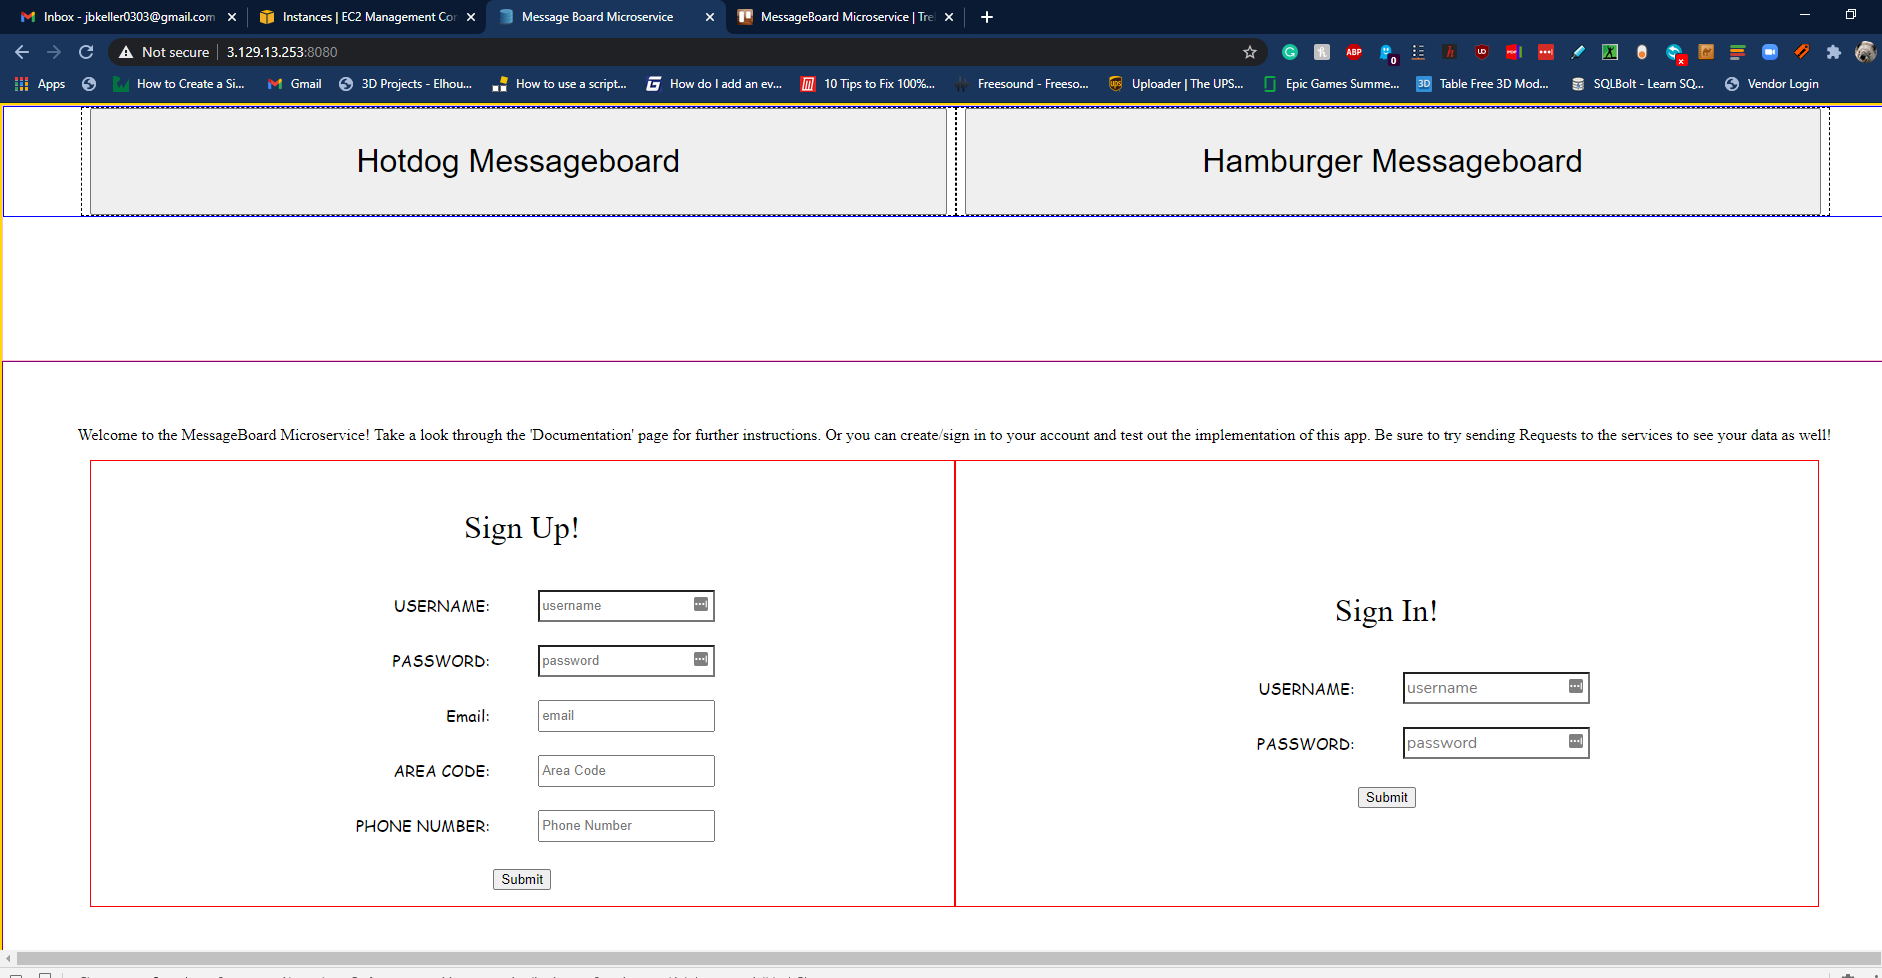 Inbox - jbkeller0303@gmail.com
Instances | EC2 Management Con
Message Board Microservice
MessageBoard Microservice | Trel
Not secure
3.129.13.253:8080
ABP
0
UD
Apps
How to Create a Si...
Gmail
3D Projects - Elhou...
How to use a script...
How do I add an ev...
10 Tips to Fix 100%...
Freesound - Freeso...
ups
Uploader | The UPS...
Epic Games Summe...
3D
Table Free 3D Mod...
SQLBolt - Learn SQ...
Vendor Login
Hotdog Messageboard
Hamburger Messageboard
Welcome to the MessageBoard Microservice! Take a look through the 'Documentation' page for further instructions. Or you can create/sign in to your account and test out the implementation of this app. Be sure to try sending Requests to the services to see your data as well!
Sign Up!
USERNAME:
username
PASSWORD:
password
Email:
email
AREA CODE:
Area Code
PHONE NUMBER:
Phone Number
Submit
Sign In!
USERNAME:
username
PASSWORD:
password
Submit